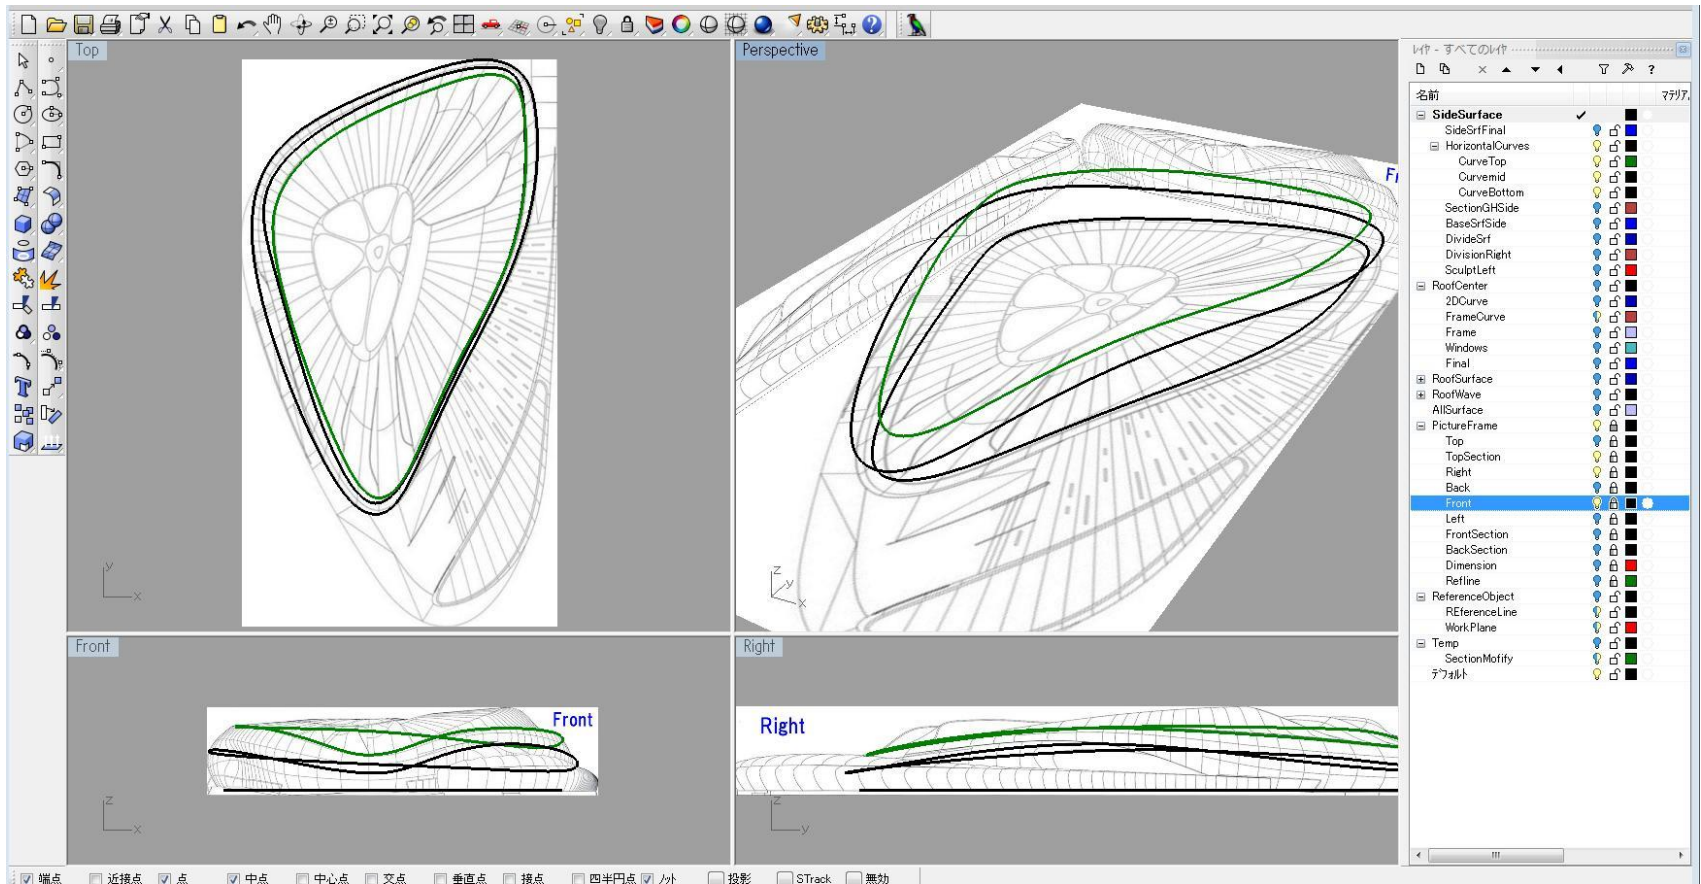 Top
Perspective
Front
Right
Fr
Front
Right
y
x
z
y
x
z
x
z
y
レイヤ - すべてのレイヤ
?
名前
マテリア
SideSurface
SideSrfFinal
HorizontalCurves
CurveTop
Curvemid
CurveBottom
SectionGHSide
BaseSrfSide
DivideSrf
DivisionRight
SculptLeft
RoofCenter
2DCurve
FrameCurve
Frame
Windows
Final
RoofSurface
RoofWave
AllSurface
PictureFrame
Top
TopSection
Right
Back
Front
Left
FrontSection
BackSection
Dimension
Refline
ReferenceObject
REferenceLine
WorkPlane
Temp
SectionMofify
デフォルト
端点 近接点 点 中点 中心点 交点 垂直点 接点 四半円点 ノット 投影 STrack 無効